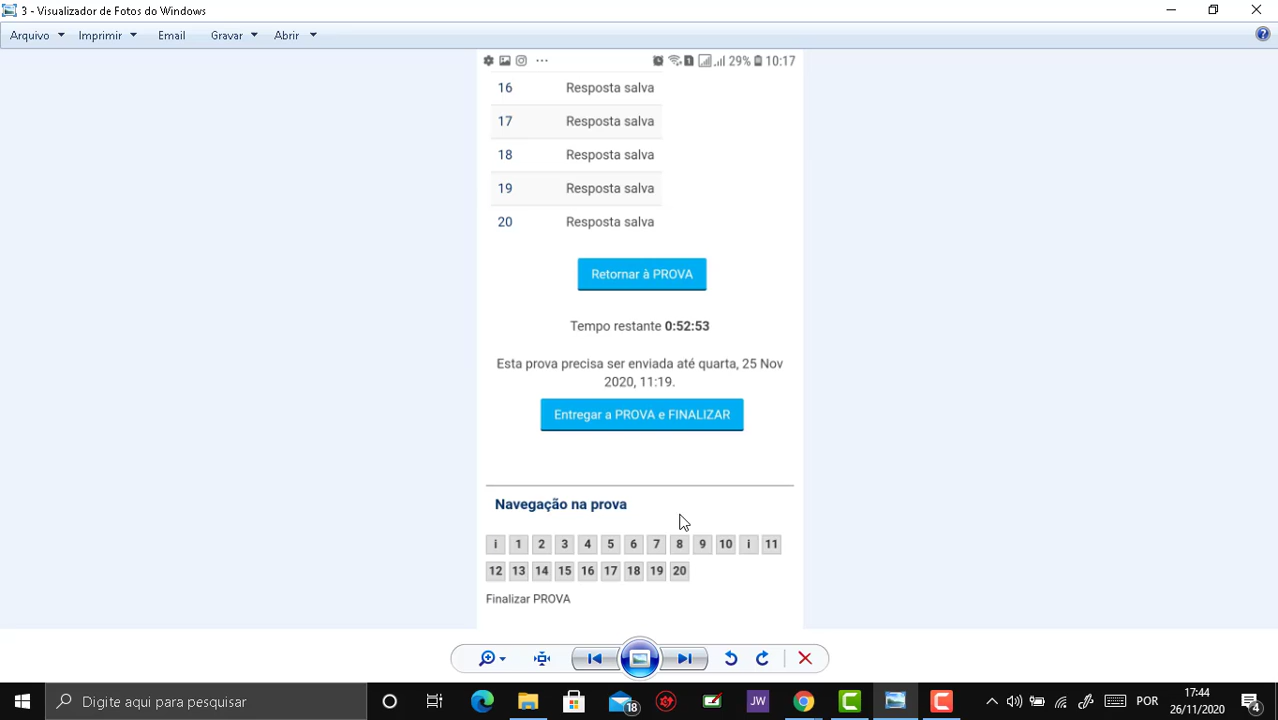 3 - Visualizador de Fotos do Windows
Arquivo Imprimir Email Gravar Abrir
29% 10:17
16 Resposta salva
17 Resposta salva
18 Resposta salva
19 Resposta salva
20 Resposta salva
Retornar à PROVA
Tempo restante 0:52:53
Esta prova precisa ser enviada até quarta, 25 Nov
2020, 11:19.
Entregar a PROVA e FINALIZAR
Navegação na prova
i 1 2 3 4 5 6 7 8 9 10 i 11
12 13 14 15 16 17 18 19 20
Finalizar PROVA
Digite aqui para pesquisar
18
JW
POR
17:44
26/11/2020
4